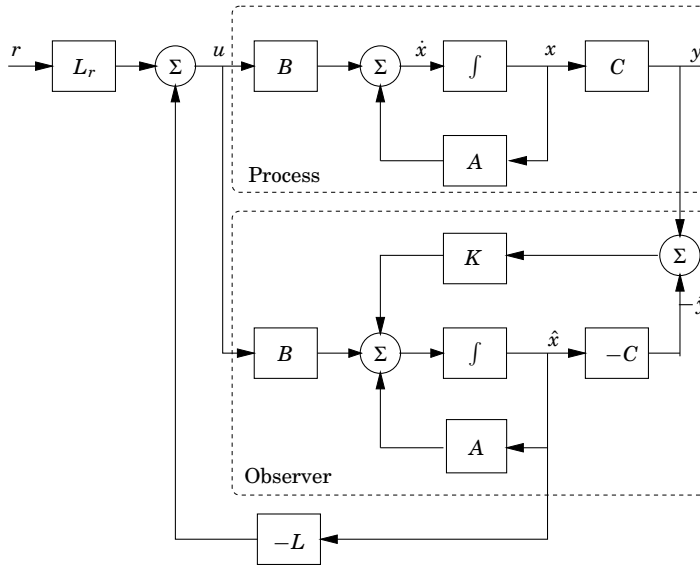 r L_r Σ u B Σ ẋ ∫ x C y
A
Process
K Σ
−ŷ
B Σ ∫ x̂ −C
A
Observer
−L